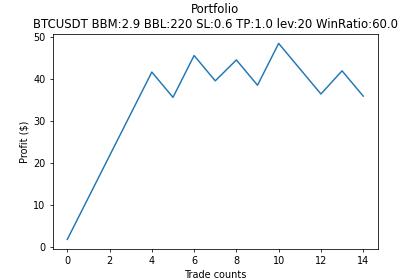 Portfolio
BTCUSDT BBM:2.9 BBL:220 SL:0.6 TP:1.0 lev:20 WinRatio:60.0
50
40
30
20
10
0
Profit ($)
0 2 4 6 8 10 12 14
Trade counts